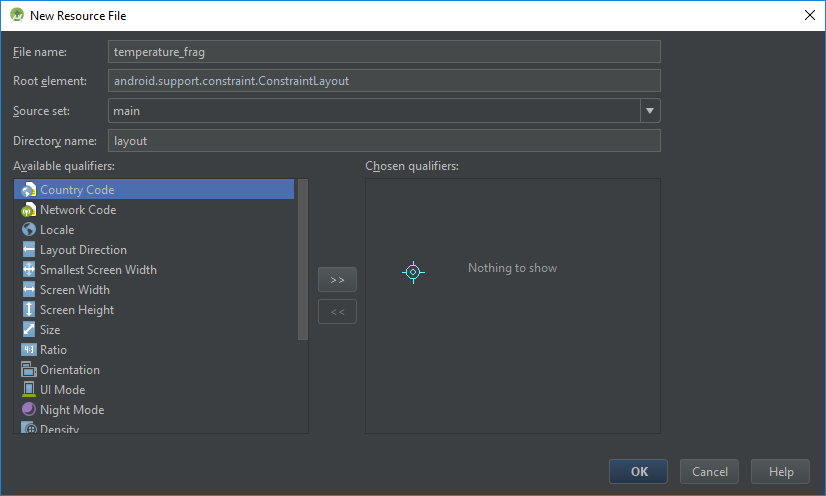 New Resource File
File name: temperature_frag
Root element: android.support.constraint.ConstraintLayout
Source set: main
Directory name: layout
Available qualifiers: Chosen qualifiers:
Country Code
Network Code
Locale
Layout Direction
Smallest Screen Width
Nothing to show
>>
Screen Width
Screen Height
<<
Size
4:3 Ratio
Orientation
UI Mode
Night Mode
Density
OK Cancel Help